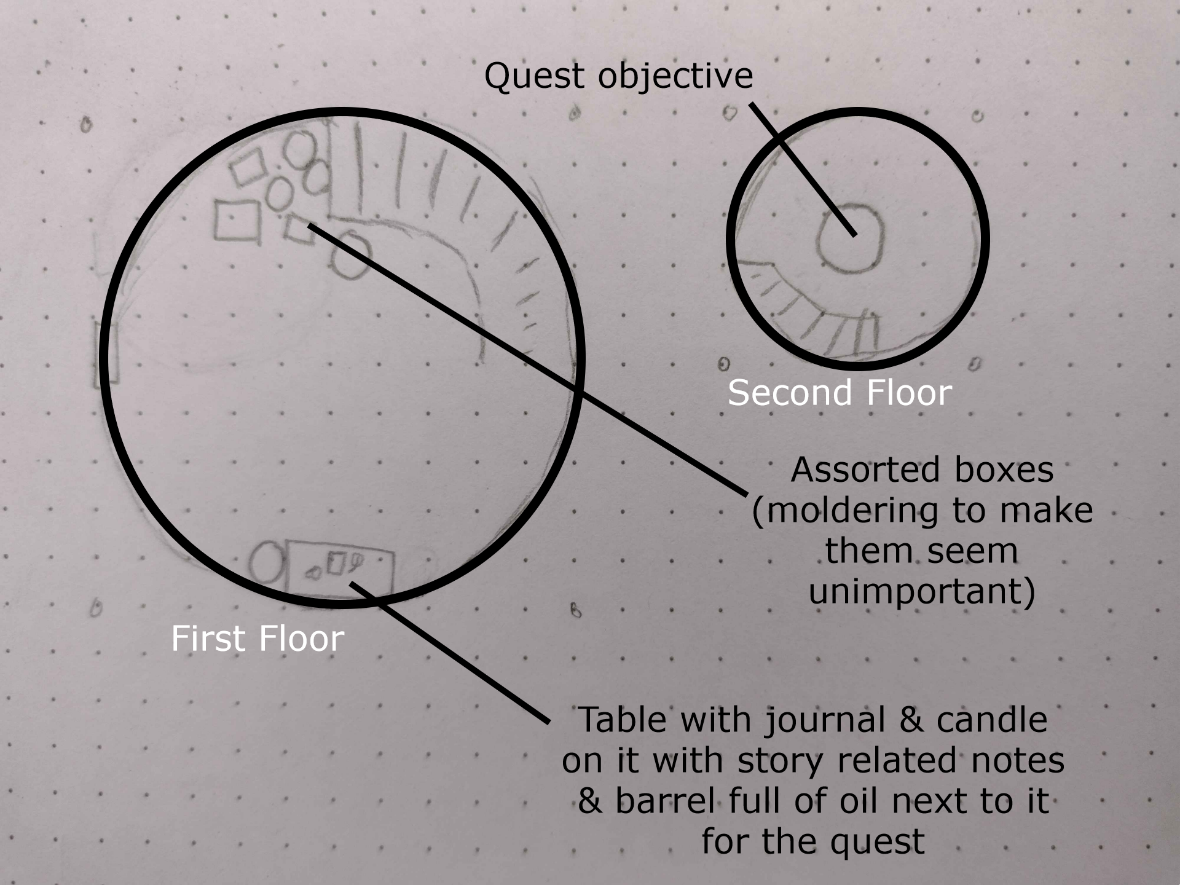 Quest objective
Second Floor
Assorted boxes
(moldering to make
them seem
unimportant)
First Floor
Table with journal & candle
on it with story related notes
& barrel full of oil next to it
for the quest